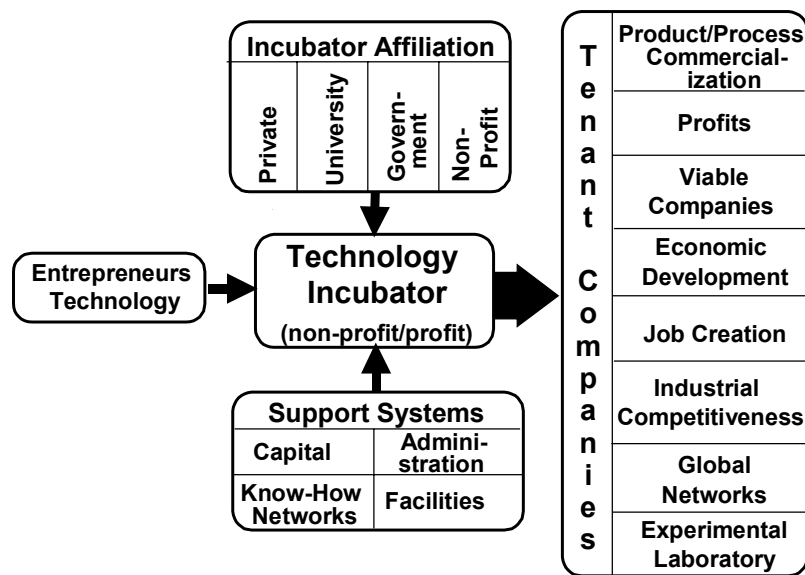 Incubator Affiliation
Private
University
Govern-
ment
Non-
Profit
Entrepreneurs
Technology
Technology
Incubator
(non-profit/profit)
Support Systems
Capital
Admini-
stration
Know-How
Networks
Facilities
Tenant Companies
Product/Process
Commercial-
ization
Profits
Viable
Companies
Economic
Development
Job Creation
Industrial
Competitiveness
Global
Networks
Experimental
Laboratory